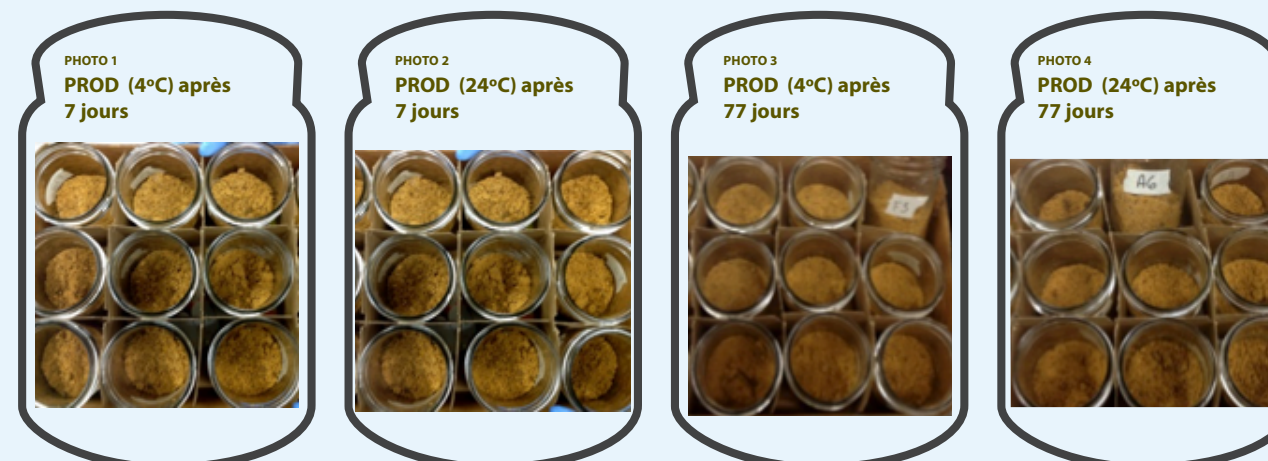 PHOTO 1
PROD (4ºC) après
7 jours
PHOTO 2
PROD (24ºC) après
7 jours
PHOTO 3
PROD (4ºC) après
77 jours
PHOTO 4
PROD (24ºC) après
77 jours
A6